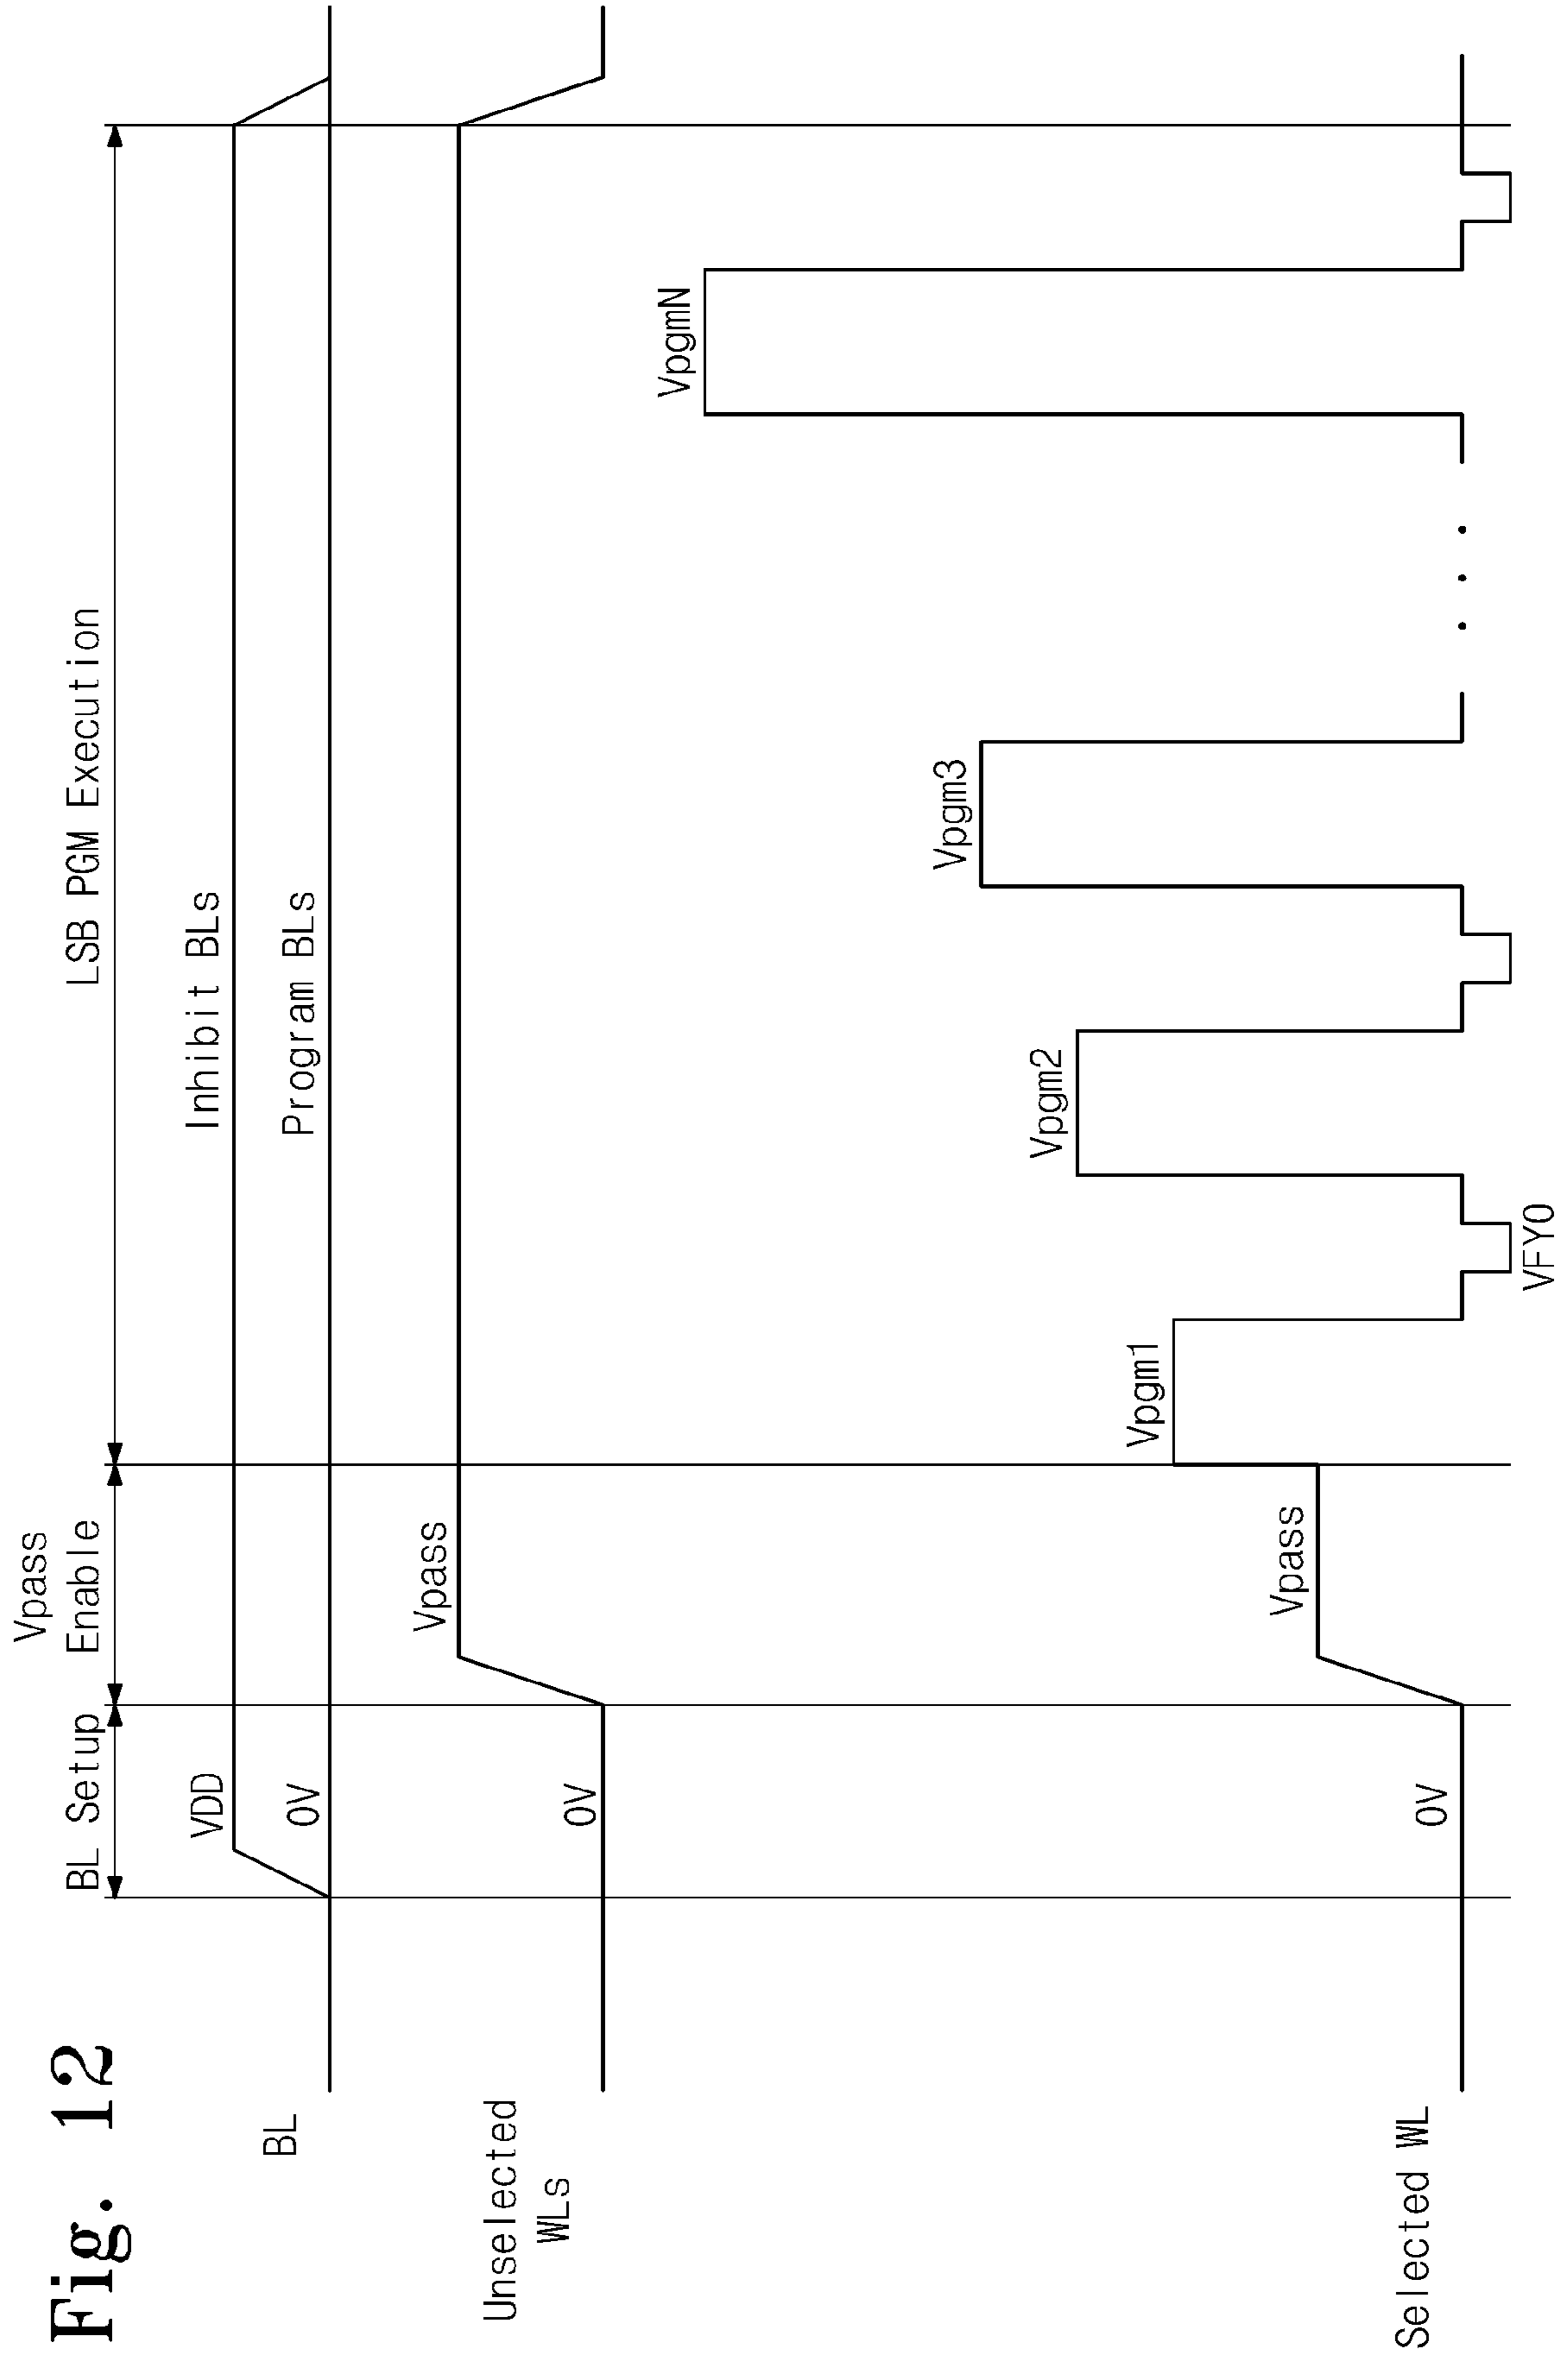 Fig. 12
BL Setup
Vpass
Enable
LSB PGM Execution
BL
VDD
0V
Inhibit BLs
Program BLs
Unselected
WLs
0V
Vpass
Selected WL
0V
Vpass
Vpgm1
VFY0
Vpgm2
Vpgm3
. . .
VpgmN